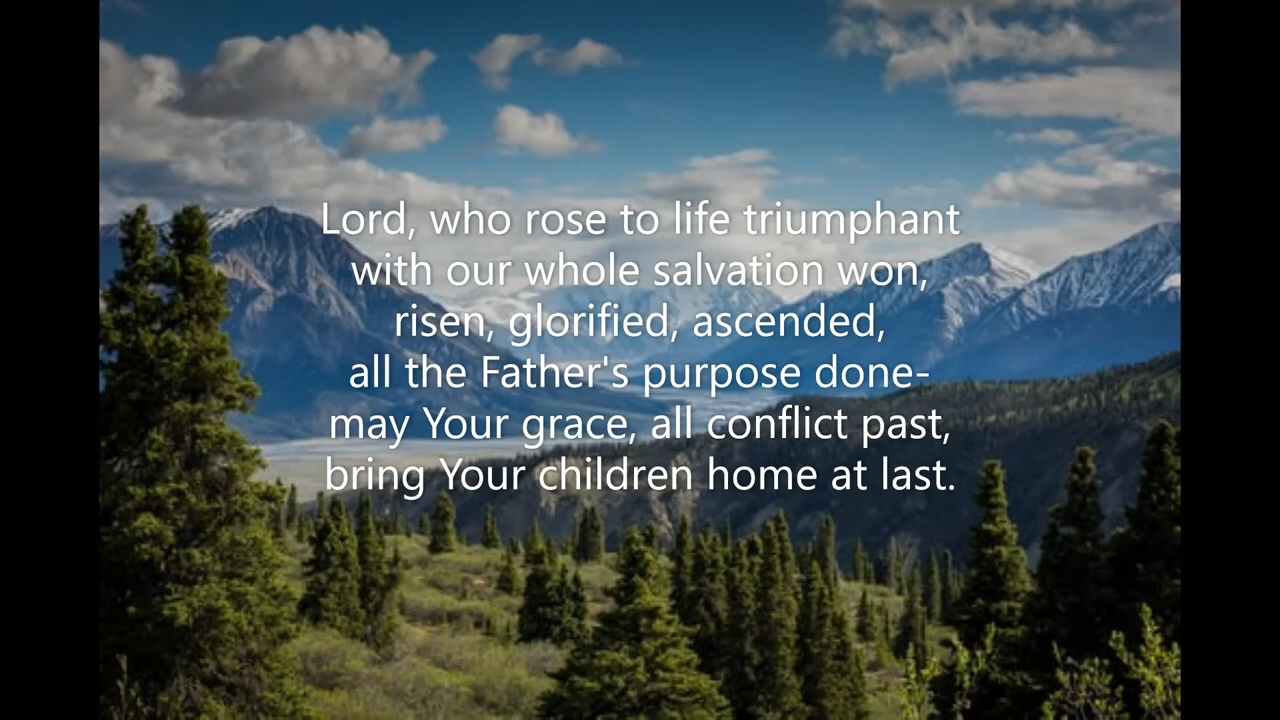 Lord, who rose to life triumphant
with our whole salvation won,
risen, glorified, ascended,
all the Father's purpose done-
may Your grace, all conflict past,
bring Your children home at last.